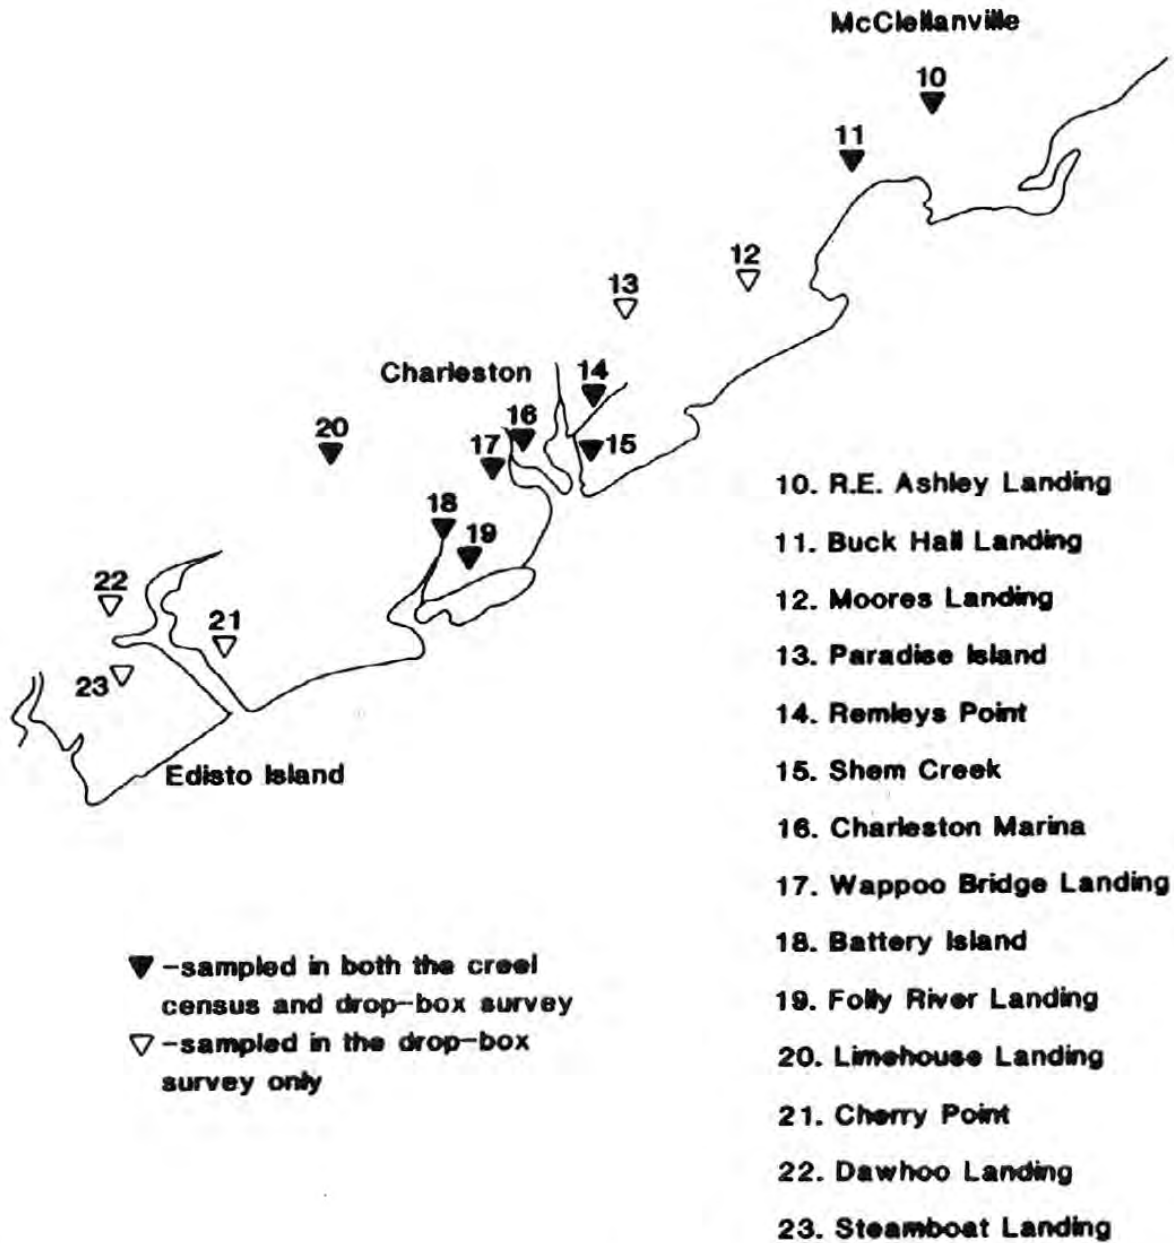 McClellanville
10
11
12
13
Charleston
14
16
15
20
17
18
19
22
21
23
Edisto Island
10. R.E. Ashley Landing
11. Buck Hall Landing
12. Moores Landing
13. Paradise Island
14. Remleys Point
15. Shem Creek
16. Charleston Marina
17. Wappoo Bridge Landing
18. Battery Island
19. Folly River Landing
20. Limehouse Landing
21. Cherry Point
22. Dawhoo Landing
23. Steamboat Landing
▼ -sampled in both the creel
census and drop-box survey
▽ -sampled in the drop-box
survey only